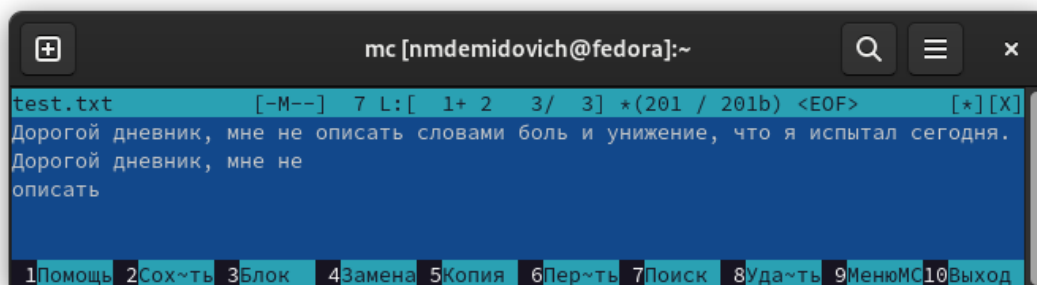 mc [nmdemidovich@fedora]:~
test.txt [-M--] 7 L:[ 1+ 2 3/ 3] *(201 / 201b) <EOF> [*][X]
Дорогой дневник, мне не описать словами боль и унижение, что я испытал сегодня.
Дорогой дневник, мне не
описать
1Помощь 2Сох~ть 3Блок 4Замена 5Копия 6Пер~ть 7Поиск 8Уда~ть 9МенюMC 10Выход